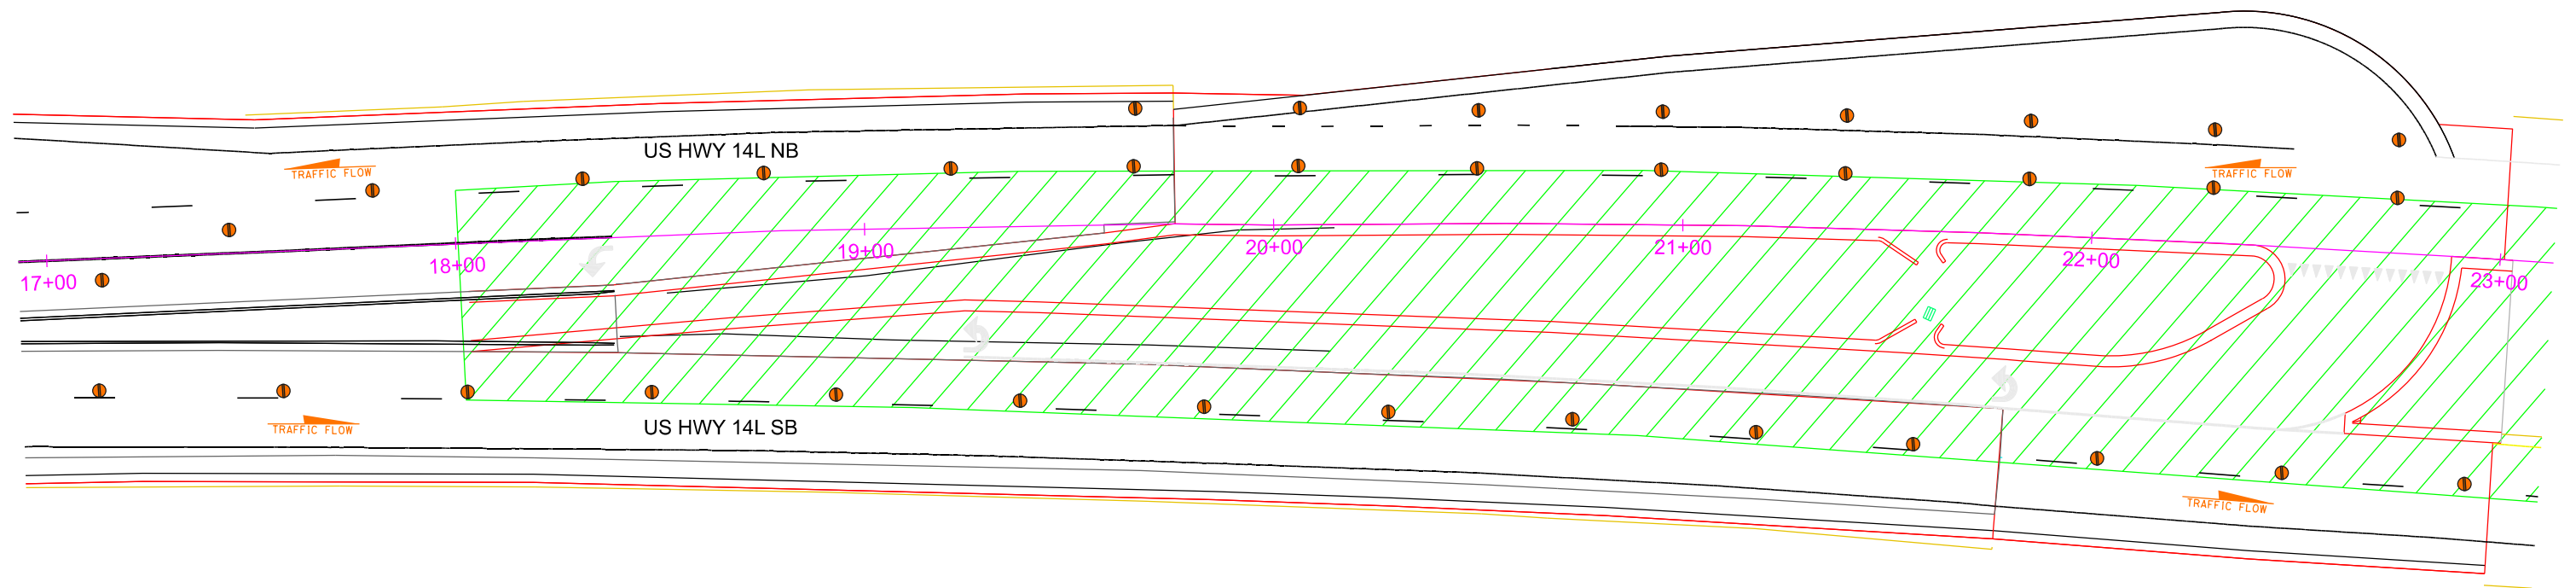 US HWY 14L NB
TRAFFIC FLOW
TRAFFIC FLOW
17+00
18+00
19+00
20+00
21+00
22+00
23+00
US HWY 14L SB
TRAFFIC FLOW
TRAFFIC FLOW